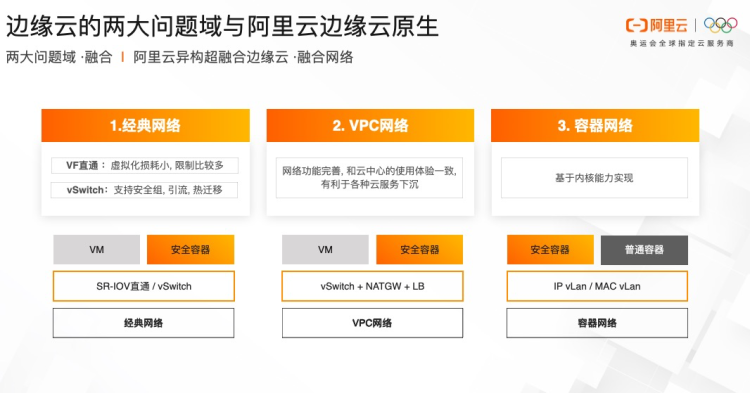 边缘云的两大问题域与阿里云边缘云原生
阿里云
奥运会全球指定云服务商
两大问题域 ·融合 | 阿里云异构超融合边缘云 ·融合网络
1.经典网络
VF直通 : 虚拟化损耗小, 限制比较多
vSwitch: 支持安全组, 引流, 热迁移
VM
安全容器
SR-IOV直通 / vSwitch
经典网络
2. VPC网络
网络功能完善, 和云中心的使用体验一致,
有利于各种云服务下沉
VM
安全容器
vSwitch + NATGW + LB
VPC网络
3. 容器网络
基于内核能力实现
安全容器
普通容器
IP vLan / MAC vLan
容器网络